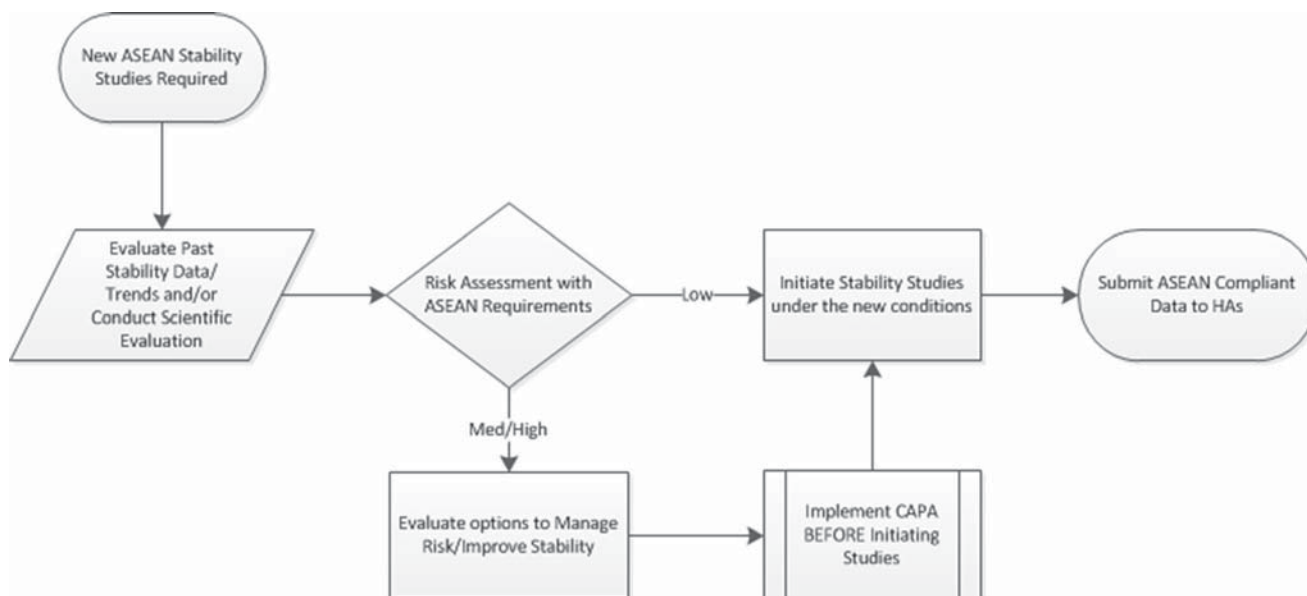 New ASEAN Stability
Studies Required
Evaluate Past
Stability Data/
Trends and/or
Conduct Scientific
Evaluation
Risk Assessment with
ASEAN Requirements
Low
Initiate Stability Studies
under the new conditions
Submit ASEAN Compliant
Data to HAs
Med/High
Evaluate options to Manage
Risk/Improve Stability
Implement CAPA
BEFORE Initiating
Studies